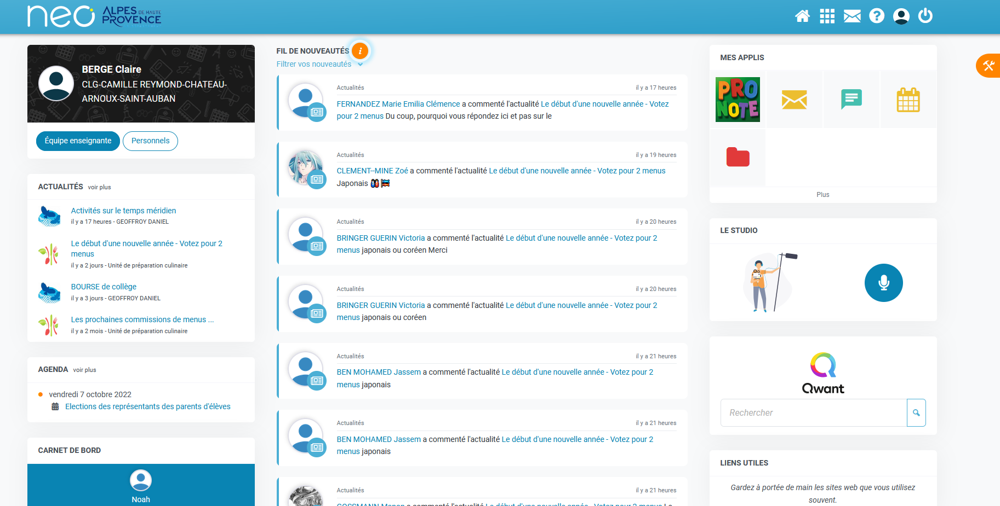 neo
ALPES DE HAUTE
PROVENCE
BERGE Claire
CLG-CAMILLE REYMOND-CHATEAU-
ARNOUX-SAINT-AUBAN
Équipe enseignante
Personnels
ACTUALITÉS voir plus
Activités sur le temps méridien
il y a 17 heures - GEOFFROY DANIEL
Le début d'une nouvelle année - Votez pour 2
menus
il y a 2 jours - Unité de préparation culinaire
BOURSE de collège
il y a 3 jours - GEOFFROY DANIEL
Les prochaines commissions de menus ...
il y a 2 mois - Unité de préparation culinaire
AGENDA voir plus
vendredi 7 octobre 2022
Elections des représentants des parents d'élèves
CARNET DE BORD
Noah
FIL DE NOUVEAUTÉS i
Filtrer vos nouveautés
Actualités il y a 17 heures
FERNANDEZ Marie Emilia Clémence a commenté l'actualité Le début d'une nouvelle année - Votez
pour 2 menus Du coup, pourquoi vous répondez ici et pas sur le
Actualités il y a 19 heures
CLEMENT--MINE Zoé a commenté l'actualité Le début d'une nouvelle année - Votez pour 2 menus
Japonais 🎎🎏
Actualités il y a 20 heures
BRINGER GUERIN Victoria a commenté l'actualité Le début d'une nouvelle année - Votez pour 2
menus japonais ou coréen Merci
Actualités il y a 20 heures
BRINGER GUERIN Victoria a commenté l'actualité Le début d'une nouvelle année - Votez pour 2
menus japonais ou coréen
Actualités il y a 21 heures
BEN MOHAMED Jassem a commenté l'actualité Le début d'une nouvelle année - Votez pour 2
menus japonais
Actualités il y a 21 heures
BEN MOHAMED Jassem a commenté l'actualité Le début d'une nouvelle année - Votez pour 2
menus japonais
Actualités il y a 21 heures
a commenté l'actualité Le début d'une nouvelle année - Votez pour 2 menus
MES APPLIS
PRO
NOTE
Plus
LE STUDIO
Qwant
Rechercher
LIENS UTILES
Gardez à portée de main les sites web que vous utilisez
souvent.